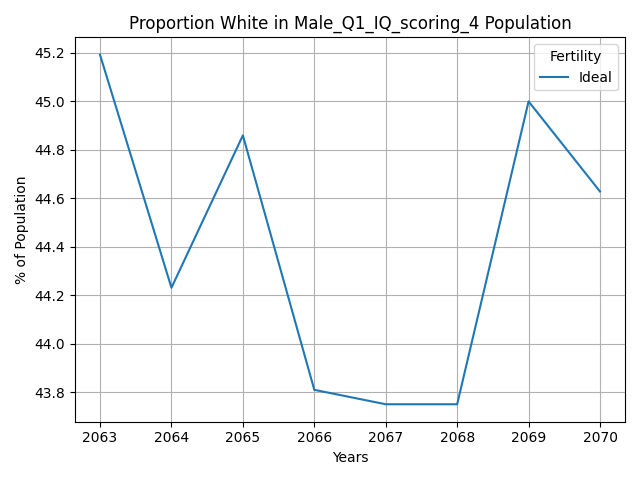 Proportion White in Male_Q1_IQ_scoring_4 Population
Fertility
Ideal
% of Population
45.2
45.0
44.8
44.6
44.4
44.2
44.0
43.8
2063 2064 2065 2066 2067 2068 2069 2070
Years